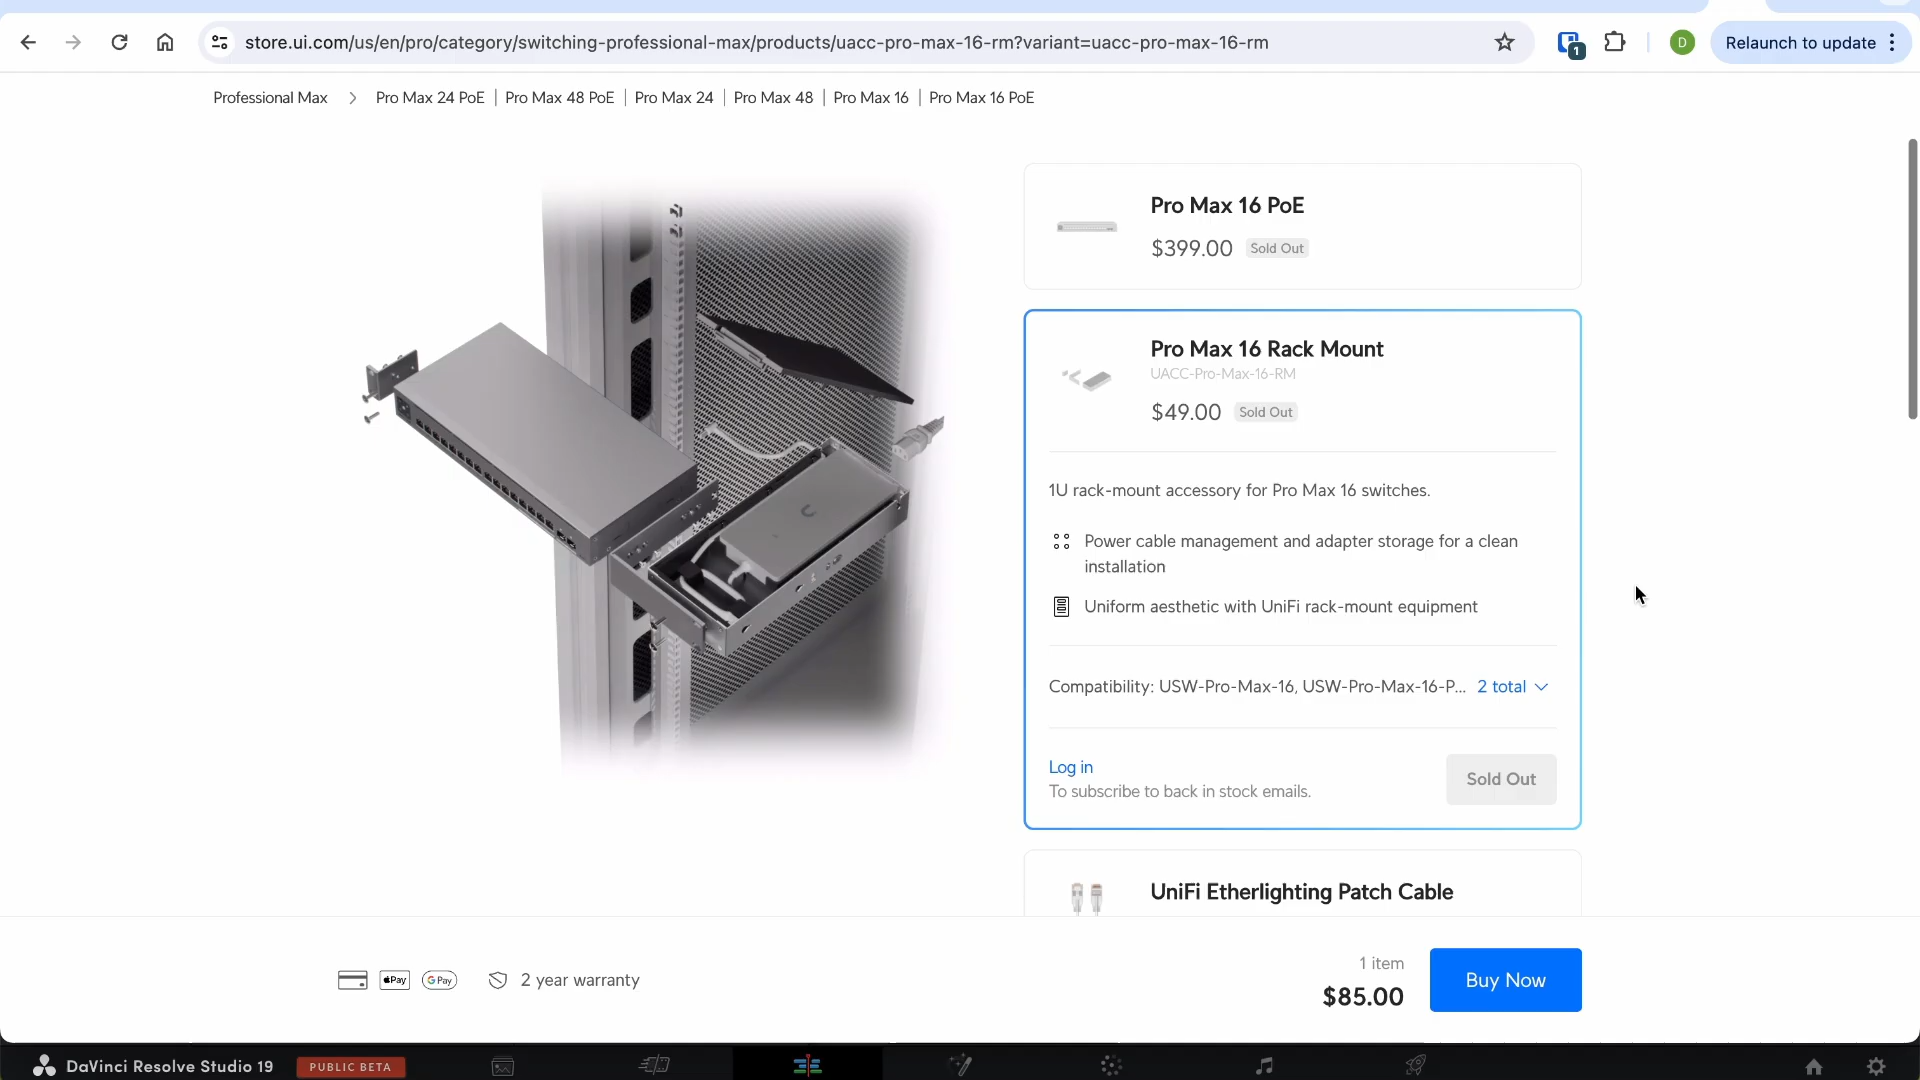 store.ui.com/us/en/pro/category/switching-professional-max/products/uacc-pro-max-16-rm?variant=uacc-pro-max-16-rm
1
D
Relaunch to update
Professional Max
Pro Max 24 PoE | Pro Max 48 PoE | Pro Max 24 | Pro Max 48 | Pro Max 16 | Pro Max 16 PoE
Pro Max 16 PoE
$399.00 Sold Out
Pro Max 16 Rack Mount
UACC-Pro-Max-16-RM
$49.00 Sold Out
1U rack-mount accessory for Pro Max 16 switches.
Power cable management and adapter storage for a clean
installation
Uniform aesthetic with UniFi rack-mount equipment
Compatibility: USW-Pro-Max-16, USW-Pro-Max-16-P... 2 total
Log in
To subscribe to back in stock emails.
Sold Out
UniFi Etherlighting Patch Cable
Pay
G Pay
2 year warranty
1 item
$85.00
Buy Now
DaVinci Resolve Studio 19
PUBLIC BETA